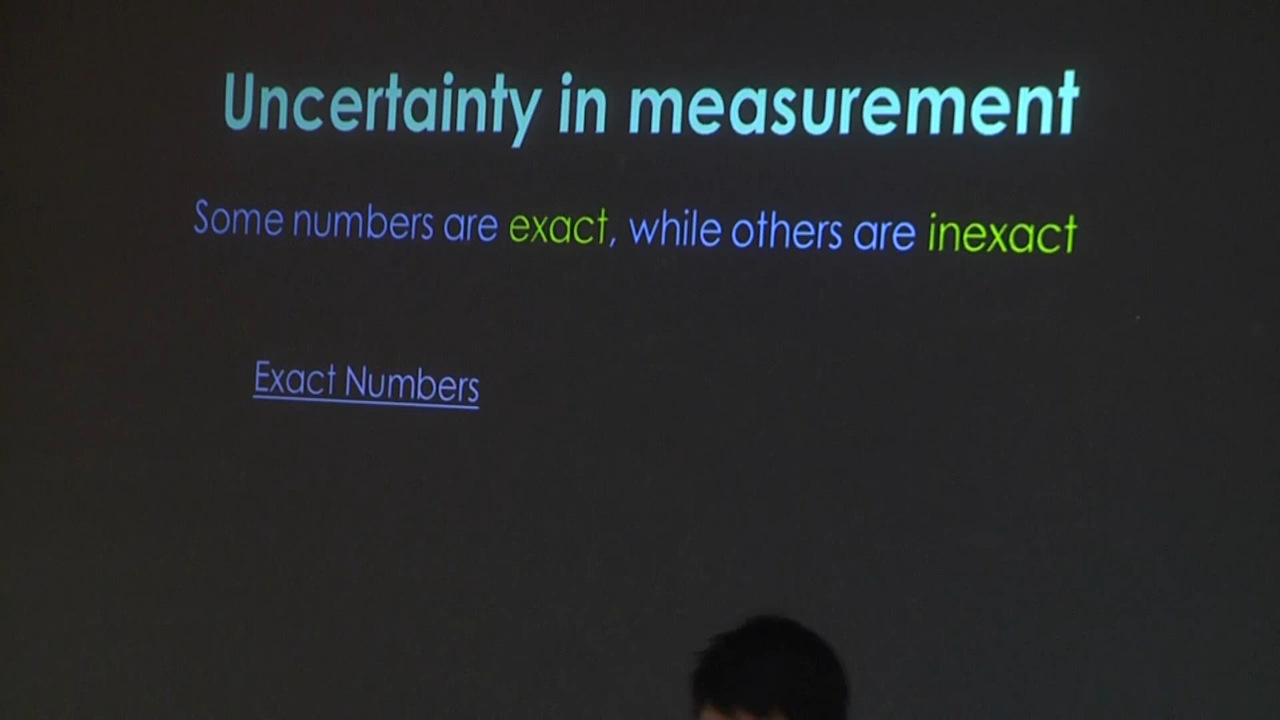 Uncertainty in measurement
Some numbers are exact, while others are inexact
Exact Numbers